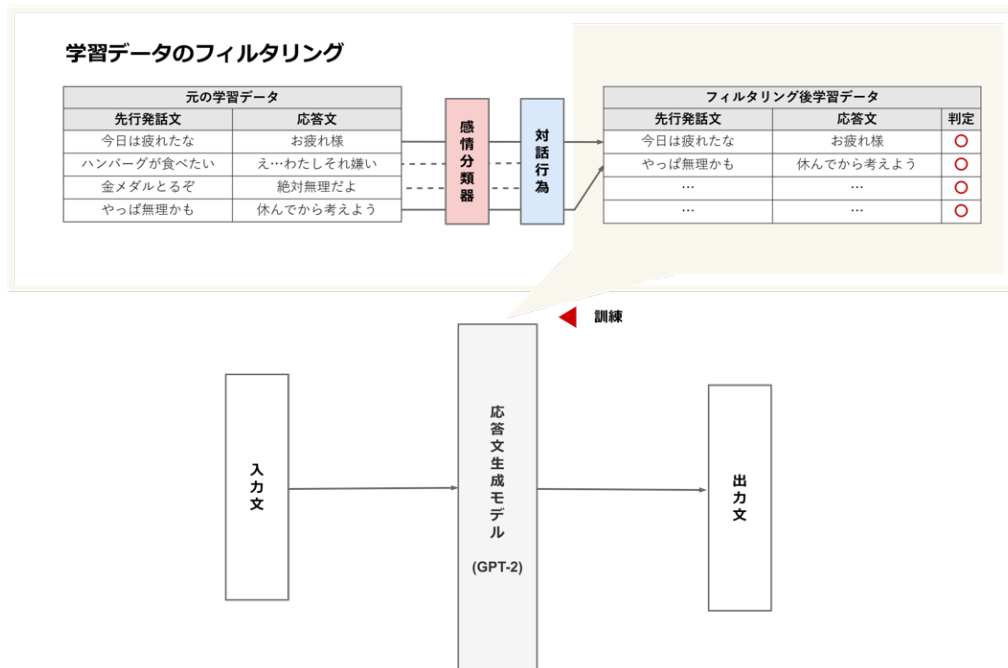 学習データのフィルタリング
元の学習データ
先行発話文 応答文
今日は疲れたな お疲れ様
ハンバーグが食べたい え…わたしそれ嫌い
金メダルとるぞ 絶対無理だよ
やっぱ無理かも 休んでから考えよう
感情分類器
対話行為
フィルタリング後学習データ
先行発話文 応答文 判定
今日は疲れたな お疲れ様 〇
やっぱ無理かも 休んでから考えよう 〇
… … 〇
… … 〇
訓練
入力文
応答文生成モデル
(GPT-2)
出力文